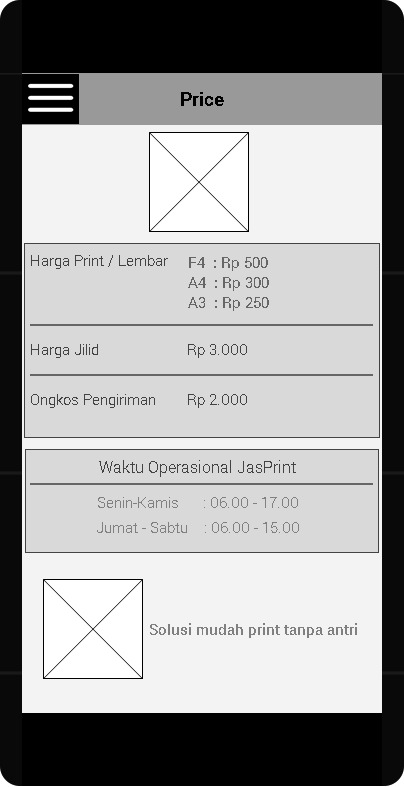 Price
Harga Print / Lembar
F4 : Rp 500
A4 : Rp 300
A3 : Rp 250
Harga Jilid Rp 3.000
Ongkos Pengiriman Rp 2.000
Waktu Operasional JasPrint
Senin-Kamis : 06.00 - 17.00
Jumat - Sabtu : 06.00 - 15.00
Solusi mudah print tanpa antri